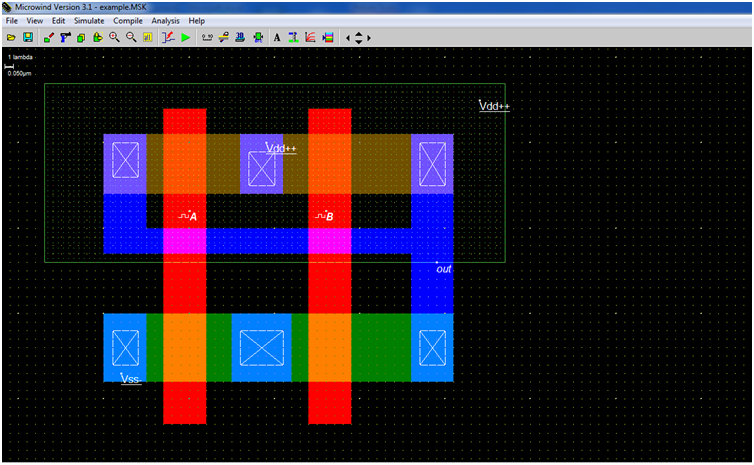 Microwind Version 3.1 - example.MSK
File View Edit Simulate Compile Analysis Help
1 lambda
0.050µm
Vdd++
Vdd++
A
B
out
Vss-